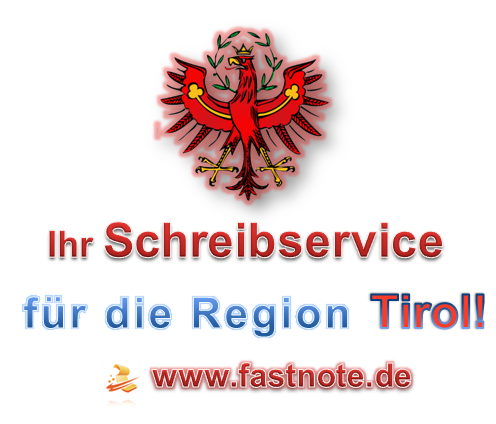 Ihr Schreibservice
für die Region Tirol!
www.fastnote.de